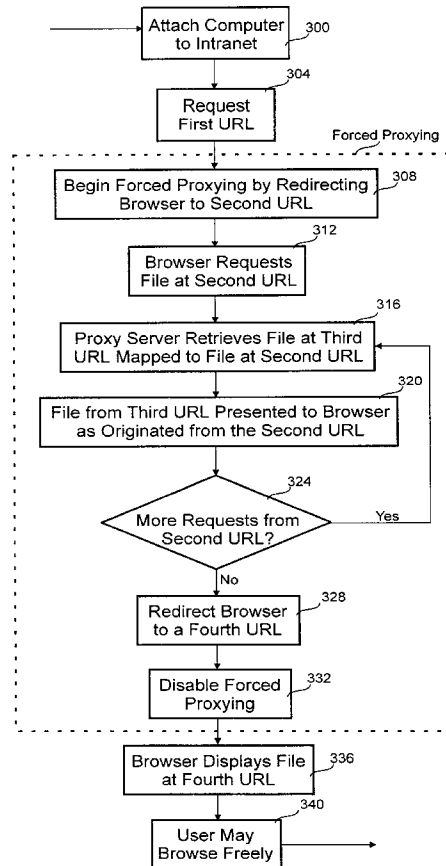 Attach Computer
to Intranet
300
304
Request
First URL
Forced Proxying
Begin Forced Proxying by Redirecting
Browser to Second URL
308
312
Browser Requests
File at Second URL
316
Proxy Server Retrieves File at Third
URL Mapped to File at Second URL
320
File from Third URL Presented to Browser
as Originated from the Second URL
324
More Requests from
Second URL?
Yes
No
Redirect Browser
to a Fourth URL
328
Disable Forced
Proxying
332
Browser Displays File
at Fourth URL
336
340
User May
Browse Freely